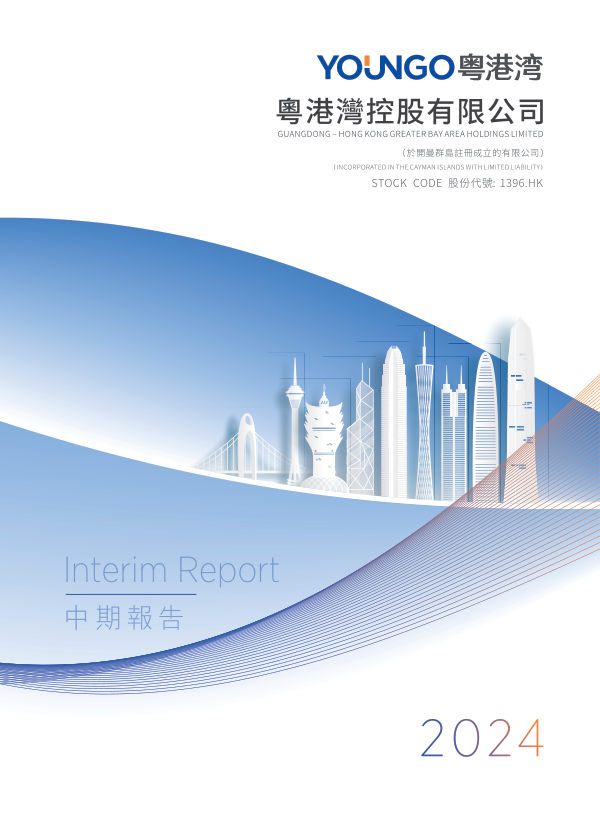 YOUNGO粤港湾
粵港灣控股有限公司
GUANGDONG – HONG KONG GREATER BAY AREA HOLDINGS LIMITED
(於開曼群島註冊成立的有限公司)
(INCORPORATED IN THE CAYMAN ISLANDS WITH LIMITED LIABILITY)
STOCK CODE 股份代號: 1396.HK
Interim Report
中期報告
2024